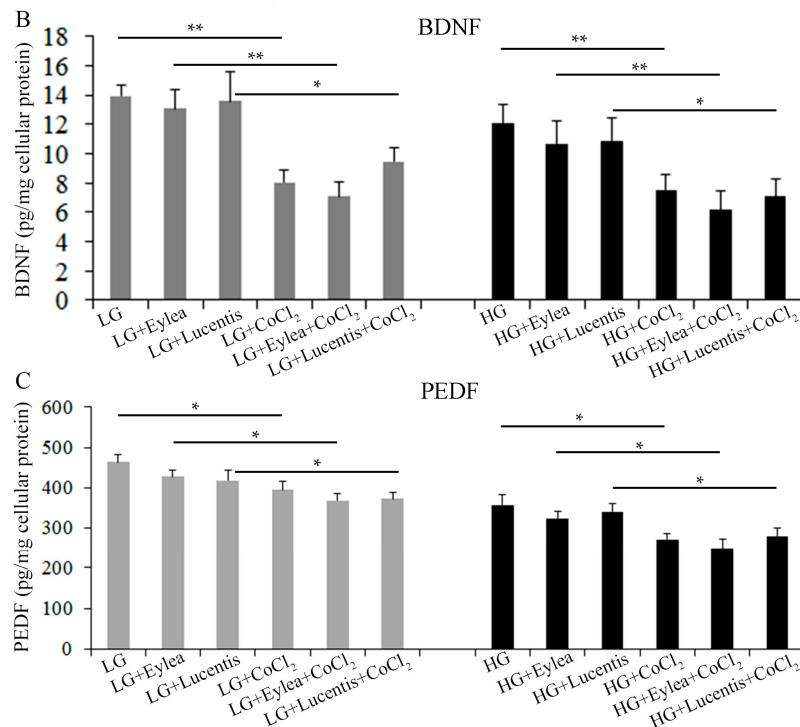 B
BDNF
BDNF (pg/mg cellular protein)
18
16
14
12
10
8
6
4
2
0
** ** *
** ** *
LG
LG+Eylea
LG+Lucentis
LG+CoCl₂
LG+Eylea+CoCl₂
LG+Lucentis+CoCl₂
HG
HG+Eylea
HG+Lucentis
HG+CoCl₂
HG+Eylea+CoCl₂
HG+Lucentis+CoCl₂
C
PEDF
PEDF (pg/mg cellular protein)
600
500
400
300
200
100
0
* * *
* * *
LG
LG+Eylea
LG+Lucentis
LG+CoCl₂
LG+Eylea+CoCl₂
LG+Lucentis+CoCl₂
HG
HG+Eylea
HG+Lucentis
HG+CoCl₂
HG+Eylea+CoCl₂
HG+Lucentis+CoCl₂